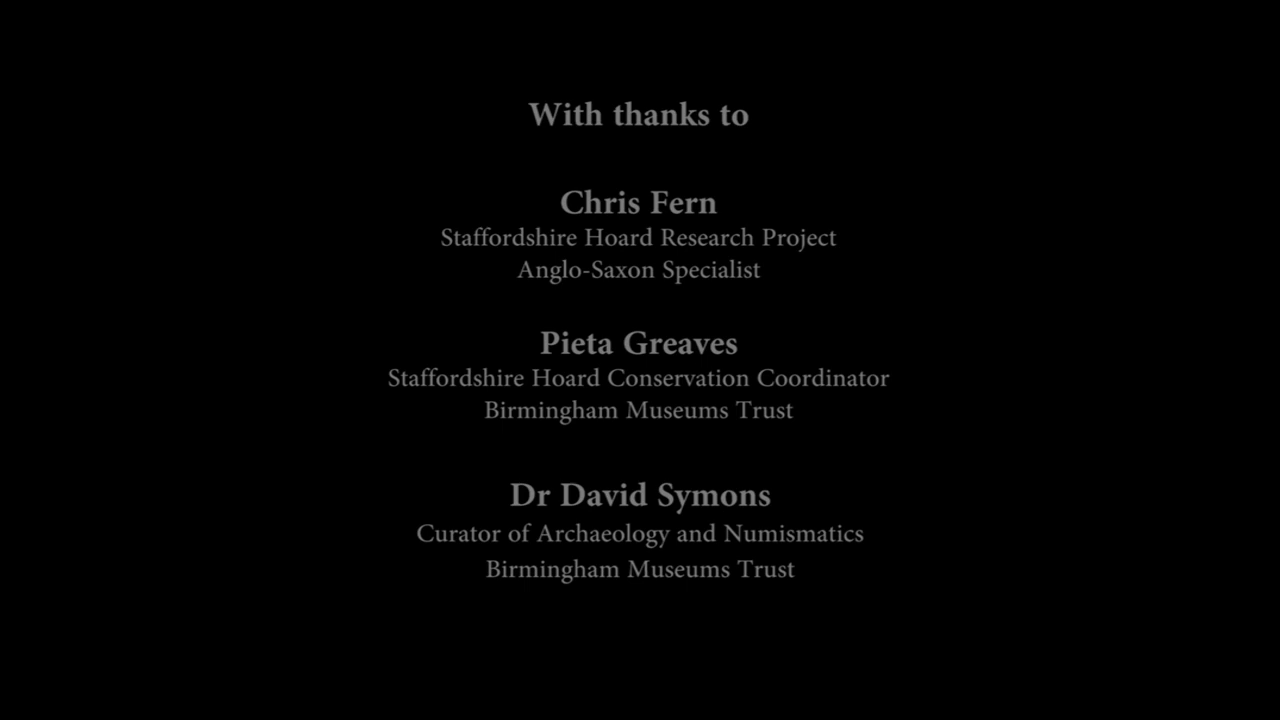 With thanks to
Chris Fern
Staffordshire Hoard Research Project
Anglo-Saxon Specialist
Pieta Greaves
Staffordshire Hoard Conservation Coordinator
Birmingham Museums Trust
Dr David Symons
Curator of Archaeology and Numismatics
Birmingham Museums Trust